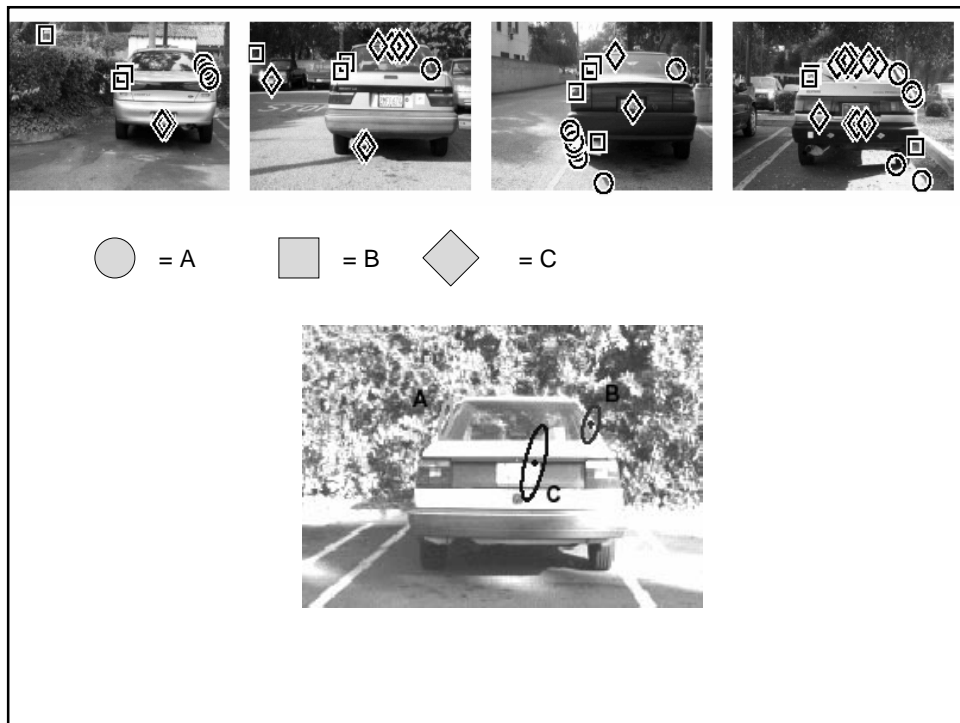 = A
= B
= C
A
B
C